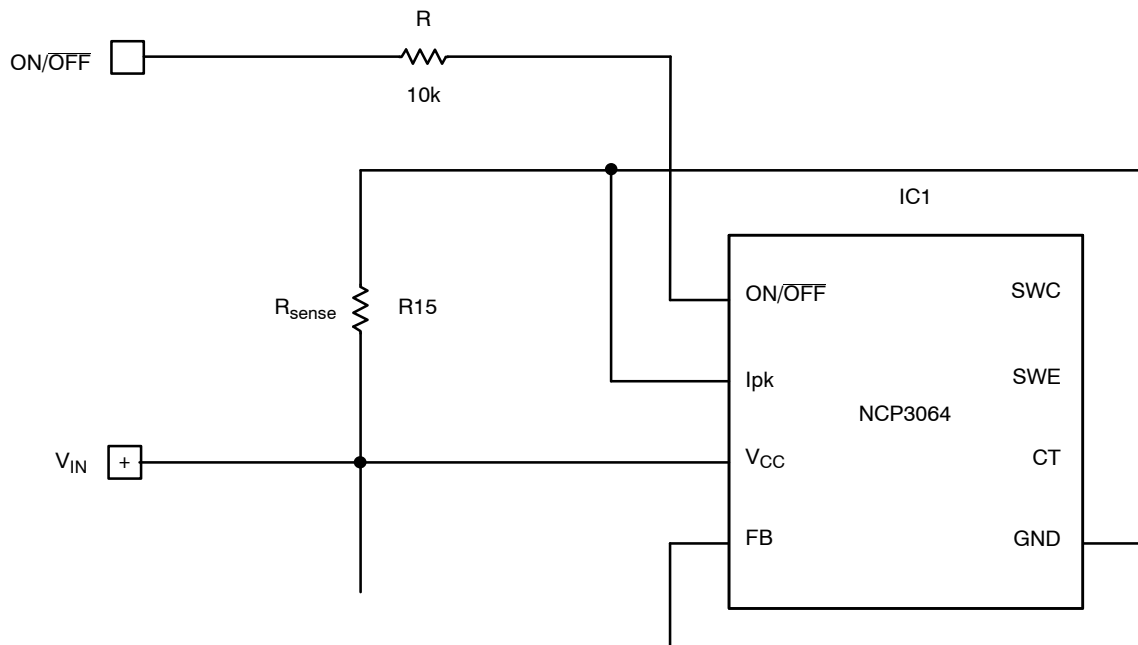 R
ON/OFF
10k
IC1
ON/OFF
SWC
Rsense
R15
Ipk
SWE
NCP3064
VIN
+
VCC
CT
FB
GND